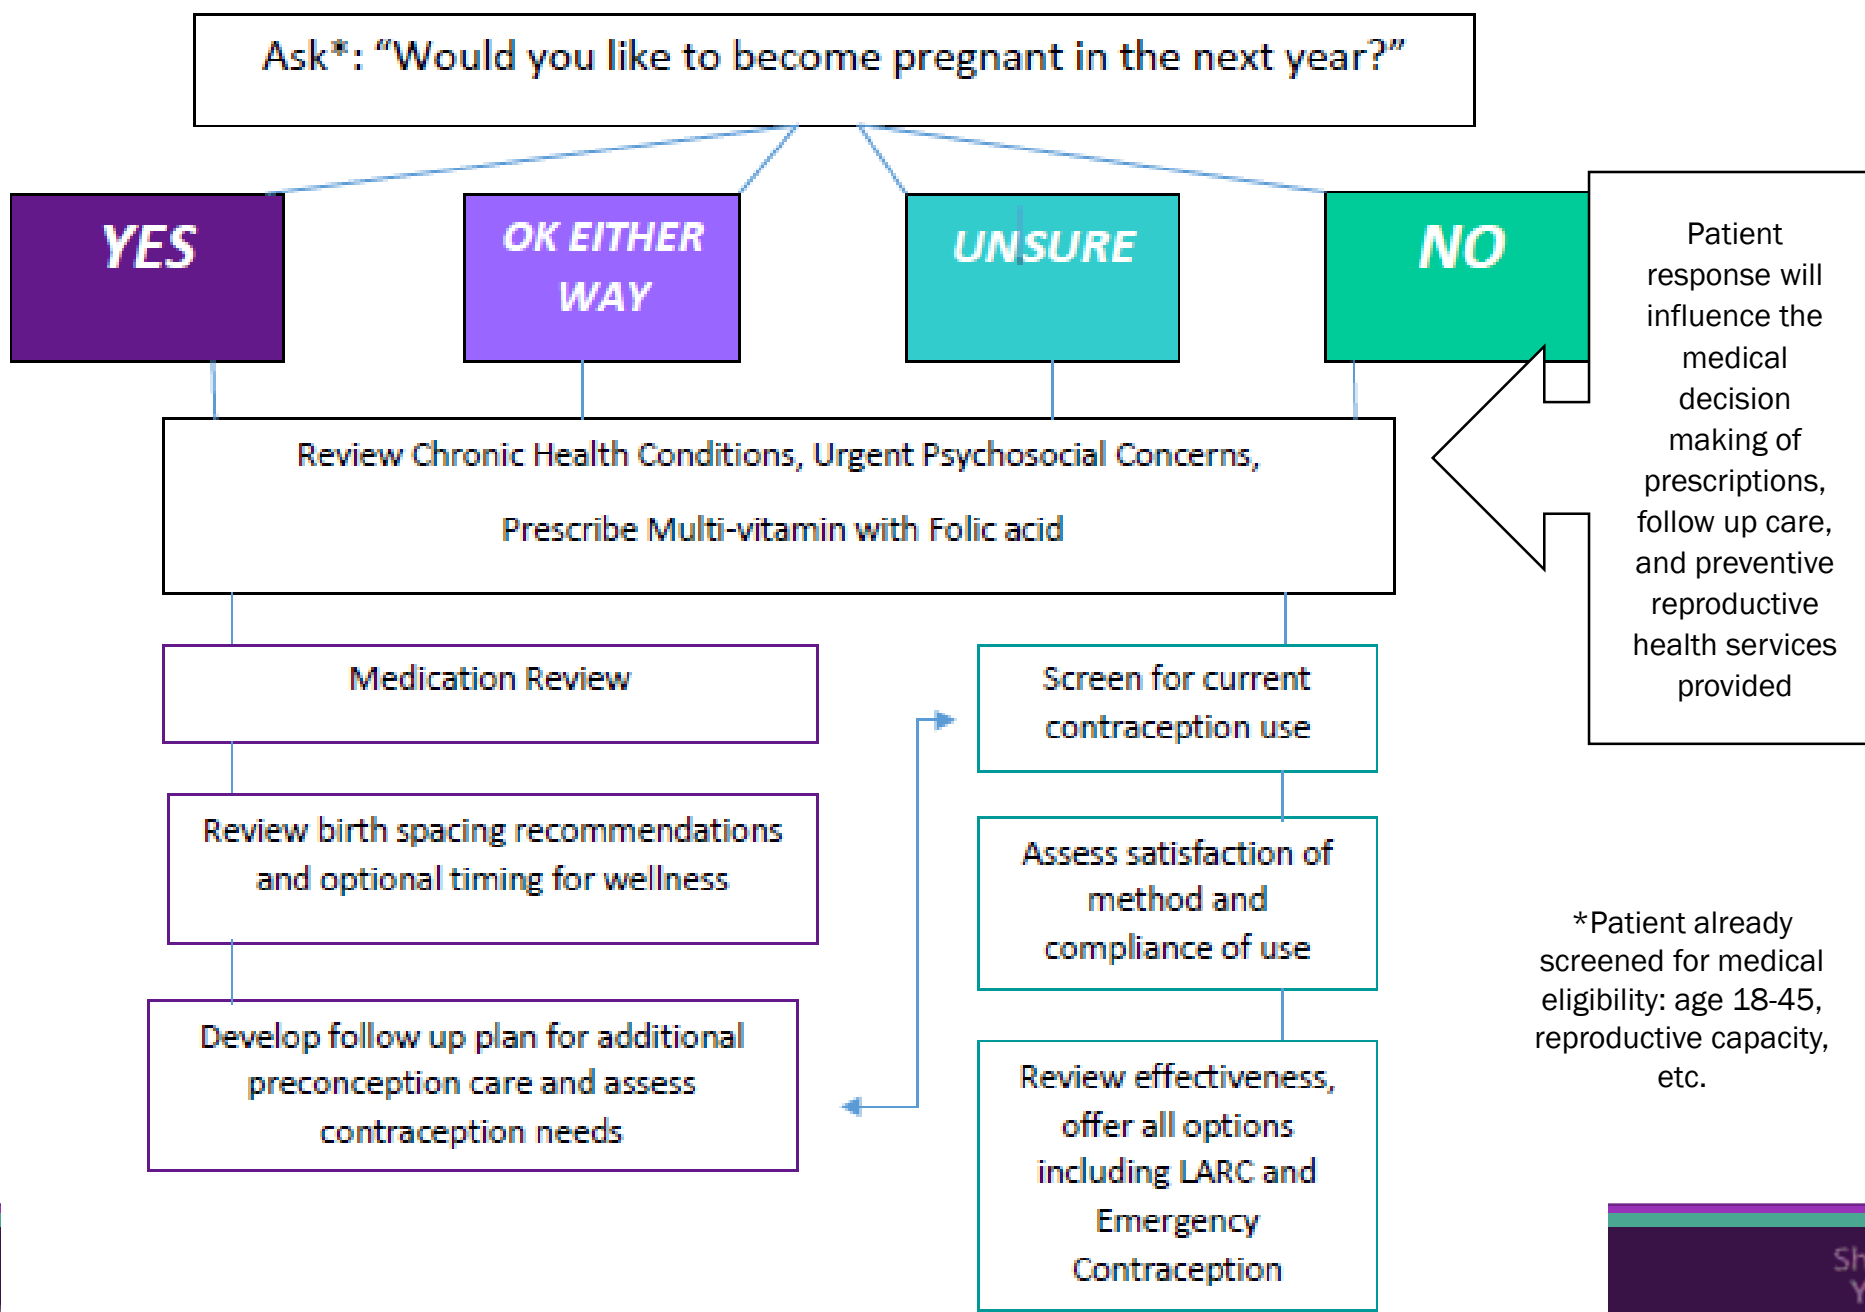 Ask*: “Would you like to become pregnant in the next year?”
YES
OK EITHER
WAY
UNSURE
NO
Patient
response will
influence the
medical
decision
making of
prescriptions,
follow up care,
and preventive
reproductive
health services
provided
Review Chronic Health Conditions, Urgent Psychosocial Concerns,
Prescribe Multi-vitamin with Folic acid
Medication Review
Review birth spacing recommendations
and optional timing for wellness
Develop follow up plan for additional
preconception care and assess
contraception needs
Screen for current
contraception use
Assess satisfaction of
method and
compliance of use
Review effectiveness,
offer all options
including LARC and
Emergency
Contraception
*Patient already
screened for medical
eligibility: age 18-45,
reproductive capacity,
etc.